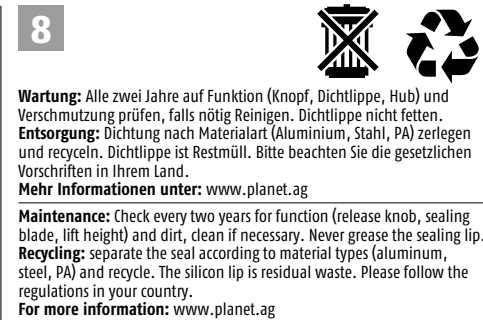 8
Wartung: Alle zwei Jahre auf Funktion (Knopf, Dichtlippe, Hub) und
Verschmutzung prüfen, falls nötig Reinigen. Dichtlippe nicht fetten.
Entsorgung: Dichtung nach Materialart (Aluminium, Stahl, PA) zerlegen
und recyceln. Dichtlippe ist Restmüll. Bitte beachten Sie die gesetzlichen
Vorschriften in Ihrem Land.
Mehr Informationen unter: www.planet.ag
Maintenance: Check every two years for function (release knob, sealing
blade, lift height) and dirt, clean if necessary. Never grease the sealing lip.
Recycling: separate the seal according to material types (aluminum,
steel, PA) and recycle. The silicon lip is residual waste. Please follow the
regulations in your country.
For more information: www.planet.ag